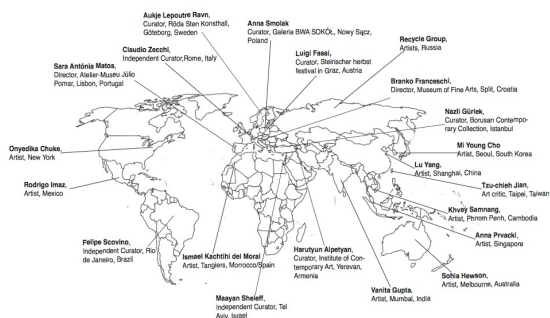 Aukje Lepoutre Ravn,
Curator, Röda Sten Konsthall,
Göteborg, Sweden
Anna Smolak
Curator, Galeria BWA SOKÓŁ, Nowy Sącz,
Poland
Claudio Zecchi,
Independent Curator,Rome, Italy
Luigi Fassi,
Curator, Steirischer herbst
festival in Graz, Austria
Recycle Group,
Artists, Russia
Sara Antónia Matos,
Director, Atelier-Museu Júlio
Pomar, Lisbon, Portugal
Branko Franceschi,
Director, Museum of Fine Arts, Split, Croatia
Nazli Gürlek,
Curator, Borusan Contempo-
rary Collection, Istanbul
Onyedika Chuke,
Artist, New York
Mi Young Cho
Artist, Seoul, South Korea
Lu Yang,
Artist, Shanghai, China
Rodrigo Imaz,
Artist, Mexico
Tzu-chieh Jian,
Art critic, Taipei, Taiwan
Khvay Samnang,
Artist, Phnom Penh, Cambodia
Anna Prvacki,
Artist, Singapore
Felipe Scovino,
Independent Curator, Rio
de Janeiro, Brazil
Ismael Kachtihi del Moral
Artist, Tangiers, Morrocco/Spain
Harutyun Alpetyan,
Curator, Institute of Con-
temporary Art, Yerevan,
Armenia
Sohia Hewson,
Artist, Melbourne, Australia
Maayan Sheleff,
Independent Curator, Tel
Aviv, Israel
Vanita Gupta,
Artist, Mumbai, India